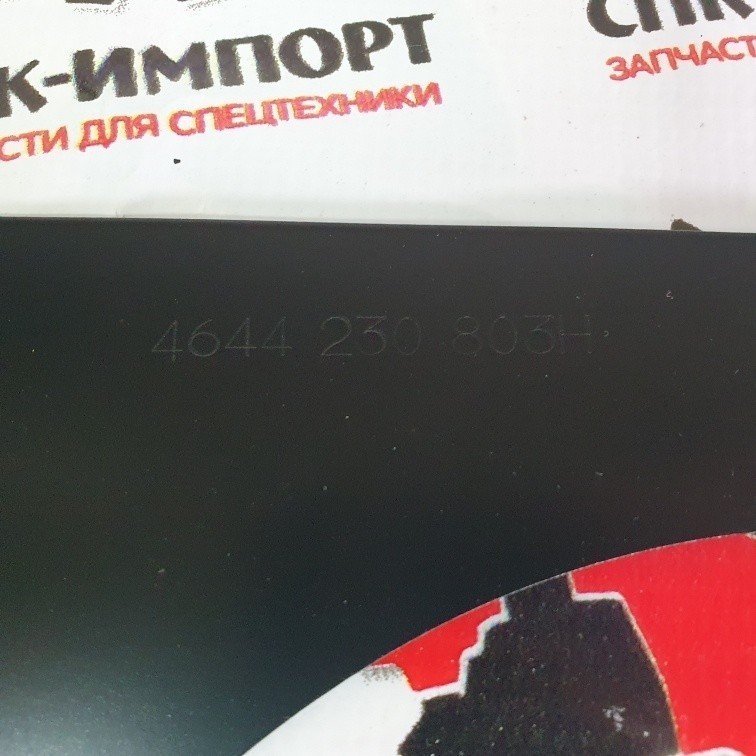 К-ИМПОРТ
СТИ ДЛЯ СПЕЦТЕХНИКИ
СПК
ЗАПЧАСТ
4644 230 803H